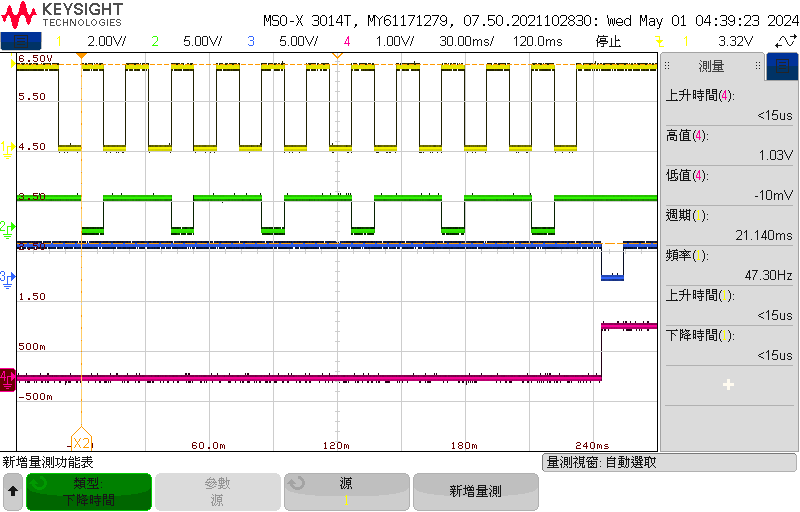 KEYSIGHT
TECHNOLOGIES
MSO-X 3014T, MY61171279, 07.50.2021102830: Wed May 01 04:39:23 2024
1 2.00V/ 2 5.00V/ 3 5.00V/ 4 1.00V/ 30.00ms/ 120.0ms 停止 1 3.32V
6.50V
5.50
4.50
3.50
1.50
500m
-500m
60.0m 120m 180m 240ms
X2
測量
上升時間(4):
<15us
高值(4):
1.03V
低值(4):
-10mV
週期(1):
21.140ms
頻率(1):
47.30Hz
上升時間(1):
<15us
下降時間(1):
<15us
新增量測功能表
量測視窗: 自動選取
類型:
下降時間
參數
源
源
1
新增量測